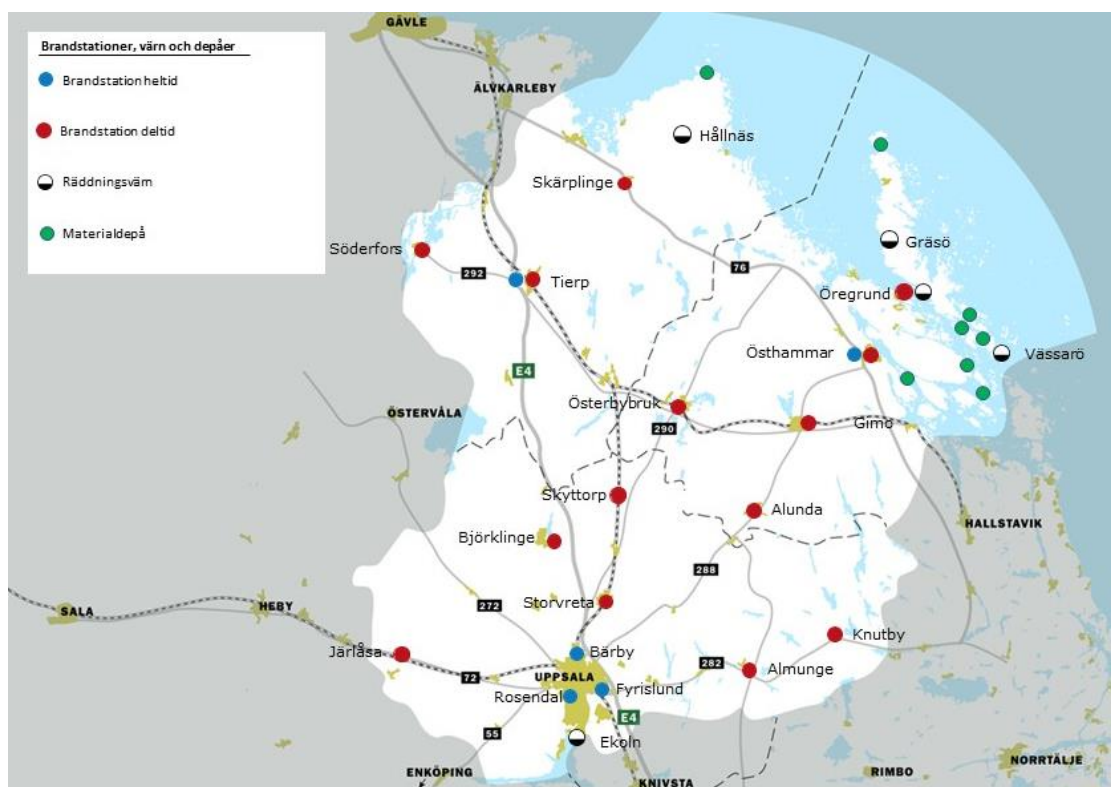 GÄVLE
Brandstationer, värn och depåer
Brandstation heltid
Brandstation deltid
Räddningsvärn
Materialdepå
ÄLVKARLEBY
Hållnäs
Skärplinge
Söderfors
292
Tierp
76
Gräsö
Öregrund
Östhammar
Vässarö
E4
ÖSTERVÅLA
Österbybruk
290
Gimo
Skyttorp
Alunda
HALLSTAVIK
Björklinge
288
SALA
HEBY
272
Storvreta
Knutby
Järlåsa
72
Bärby
282
Almunge
UPPSALA
Rosendal
Fyrislund
E4
55
Ekoln
ENKÖPING
KNIVSTA
RIMBO
NORRTÄLJE